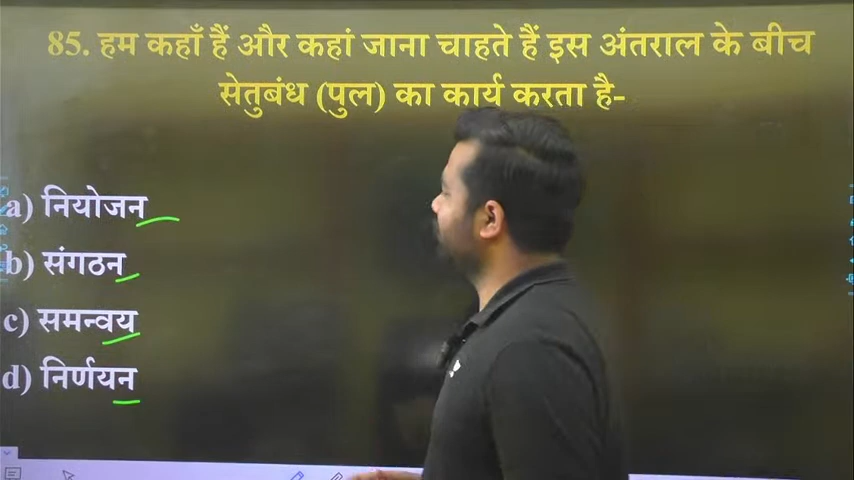 85. हम कहाँ हैं और कहां जाना चाहते हैं इस अंतराल के बीच
सेतुबंध (पुल) का कार्य करता है-
a) नियोजन
b) संगठन
c) समन्वय
d) निर्णयन